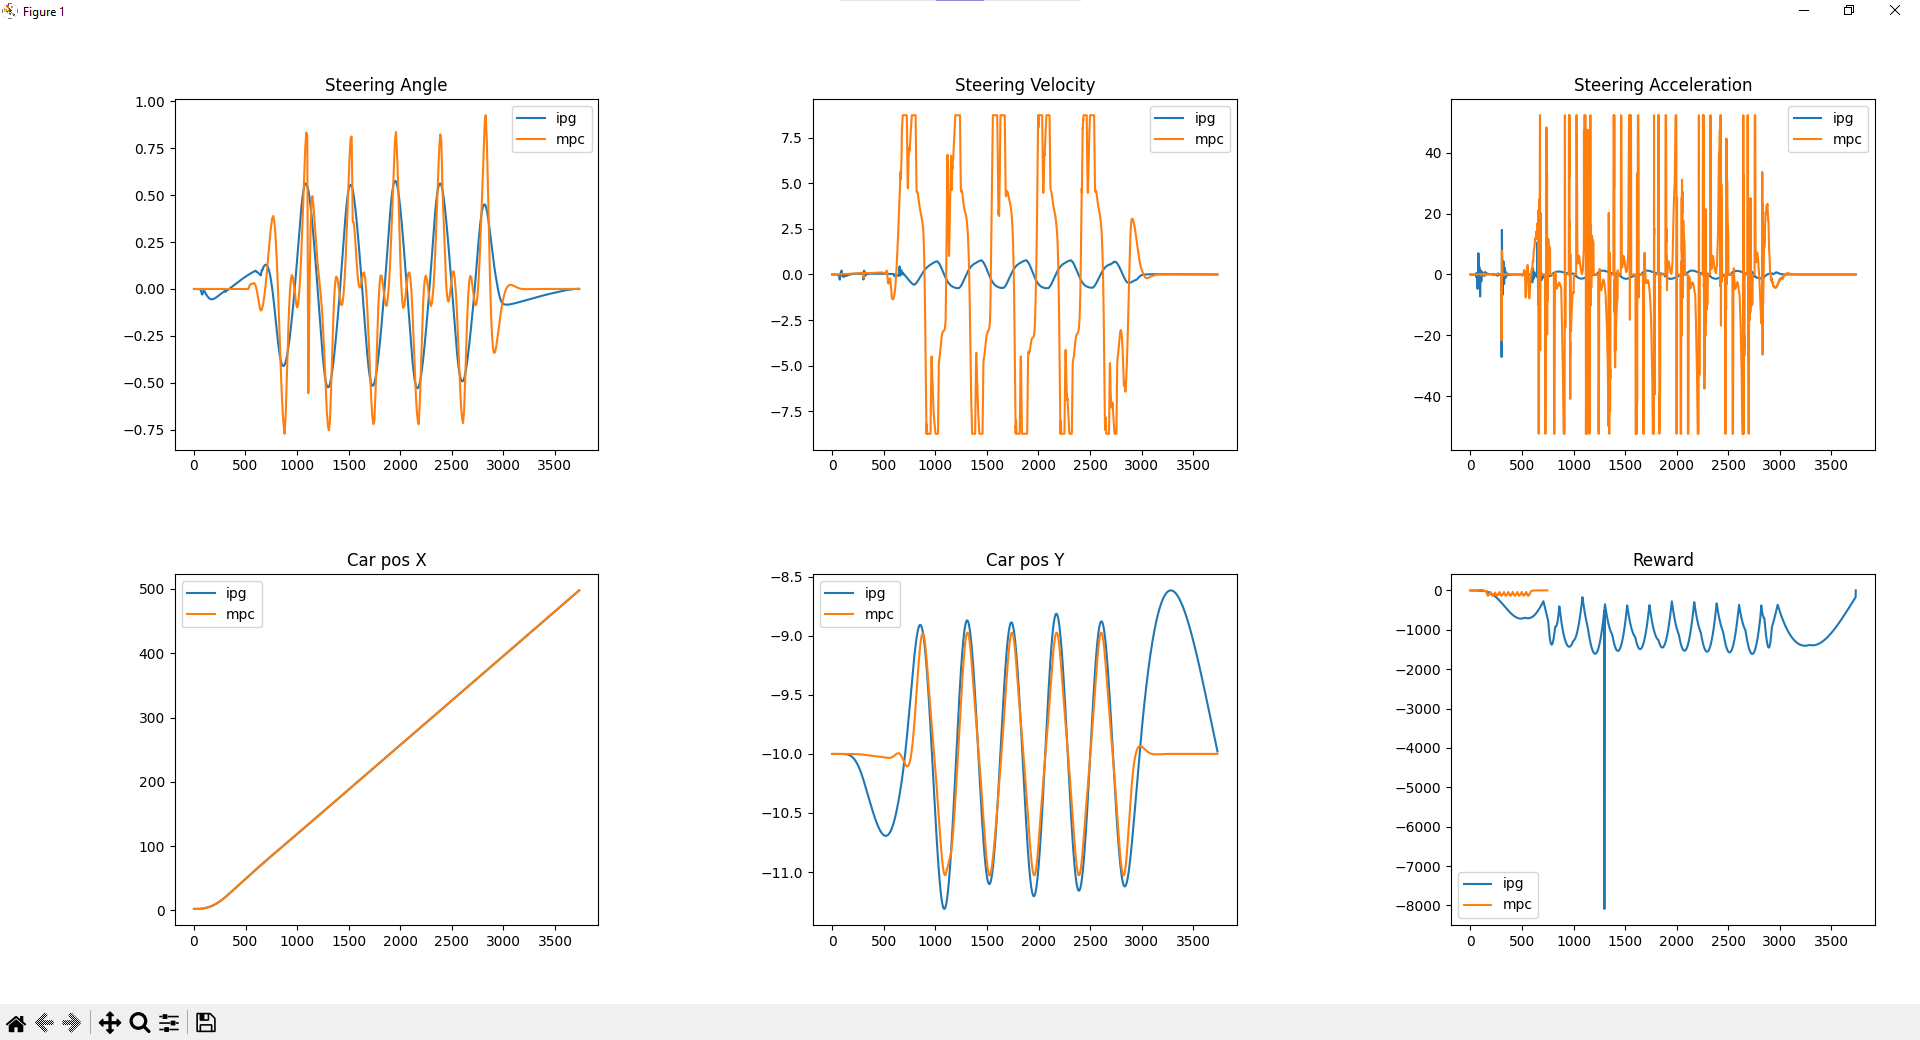 Figure 1
Steering Angle
1.00
0.75
0.50
0.25
0.00
−0.25
−0.50
−0.75
0 500 1000 1500 2000 2500 3000 3500
ipg
mpc
Steering Velocity
7.5
5.0
2.5
0.0
−2.5
−5.0
−7.5
0 500 1000 1500 2000 2500 3000 3500
ipg
mpc
Steering Acceleration
40
20
0
−20
−40
0 500 1000 1500 2000 2500 3000 3500
ipg
mpc
Car pos X
500
400
300
200
100
0
0 500 1000 1500 2000 2500 3000 3500
ipg
mpc
Car pos Y
−8.5
−9.0
−9.5
−10.0
−10.5
−11.0
0 500 1000 1500 2000 2500 3000 3500
ipg
mpc
Reward
0
−1000
−2000
−3000
−4000
−5000
−6000
−7000
−8000
0 500 1000 1500 2000 2500 3000 3500
ipg
mpc